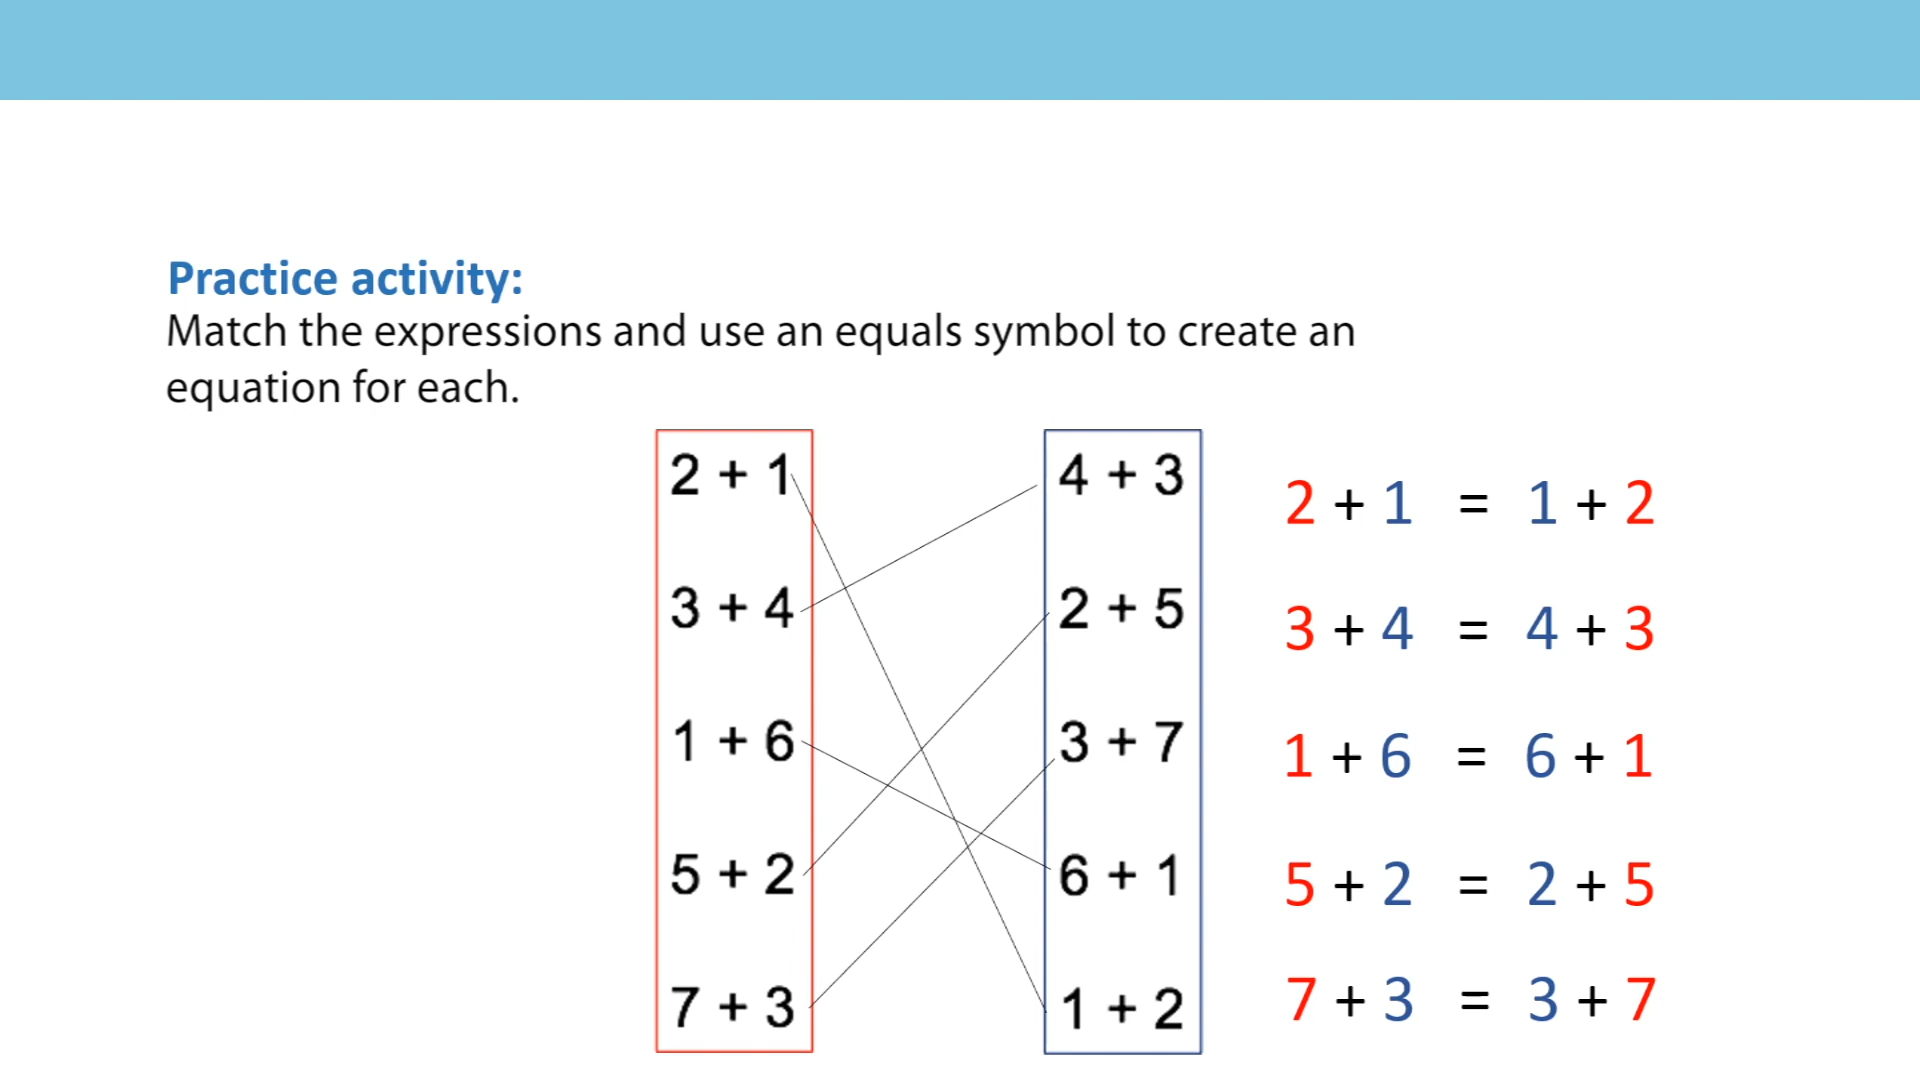 Practice activity:
Match the expressions and use an equals symbol to create an
equation for each.
2 + 1
3 + 4
1 + 6
5 + 2
7 + 3
4 + 3
2 + 5
3 + 7
6 + 1
1 + 2
2 + 1 = 1 + 2
3 + 4 = 4 + 3
1 + 6 = 6 + 1
5 + 2 = 2 + 5
7 + 3 = 3 + 7